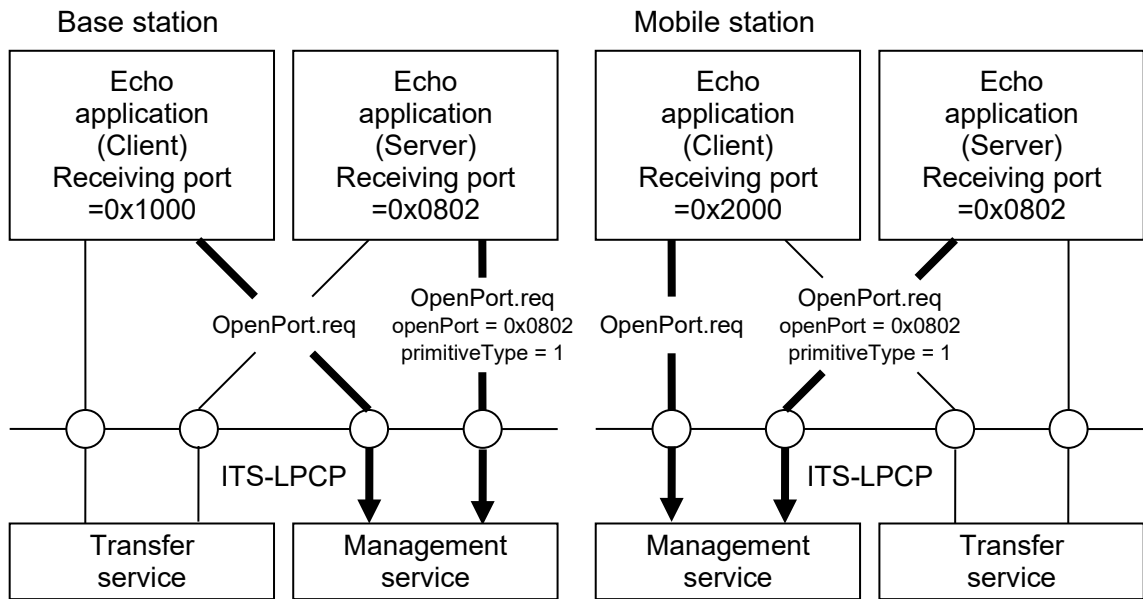 Base station
Mobile station
Echo
application
(Client)
Receiving port
=0x1000
Echo
application
(Server)
Receiving port
=0x0802
Echo
application
(Client)
Receiving port
=0x2000
Echo
application
(Server)
Receiving port
=0x0802
OpenPort.req
OpenPort.req
openPort = 0x0802
primitiveType = 1
OpenPort.req
OpenPort.req
openPort = 0x0802
primitiveType = 1
ITS-LPCP
ITS-LPCP
Transfer
service
Management
service
Management
service
Transfer
service